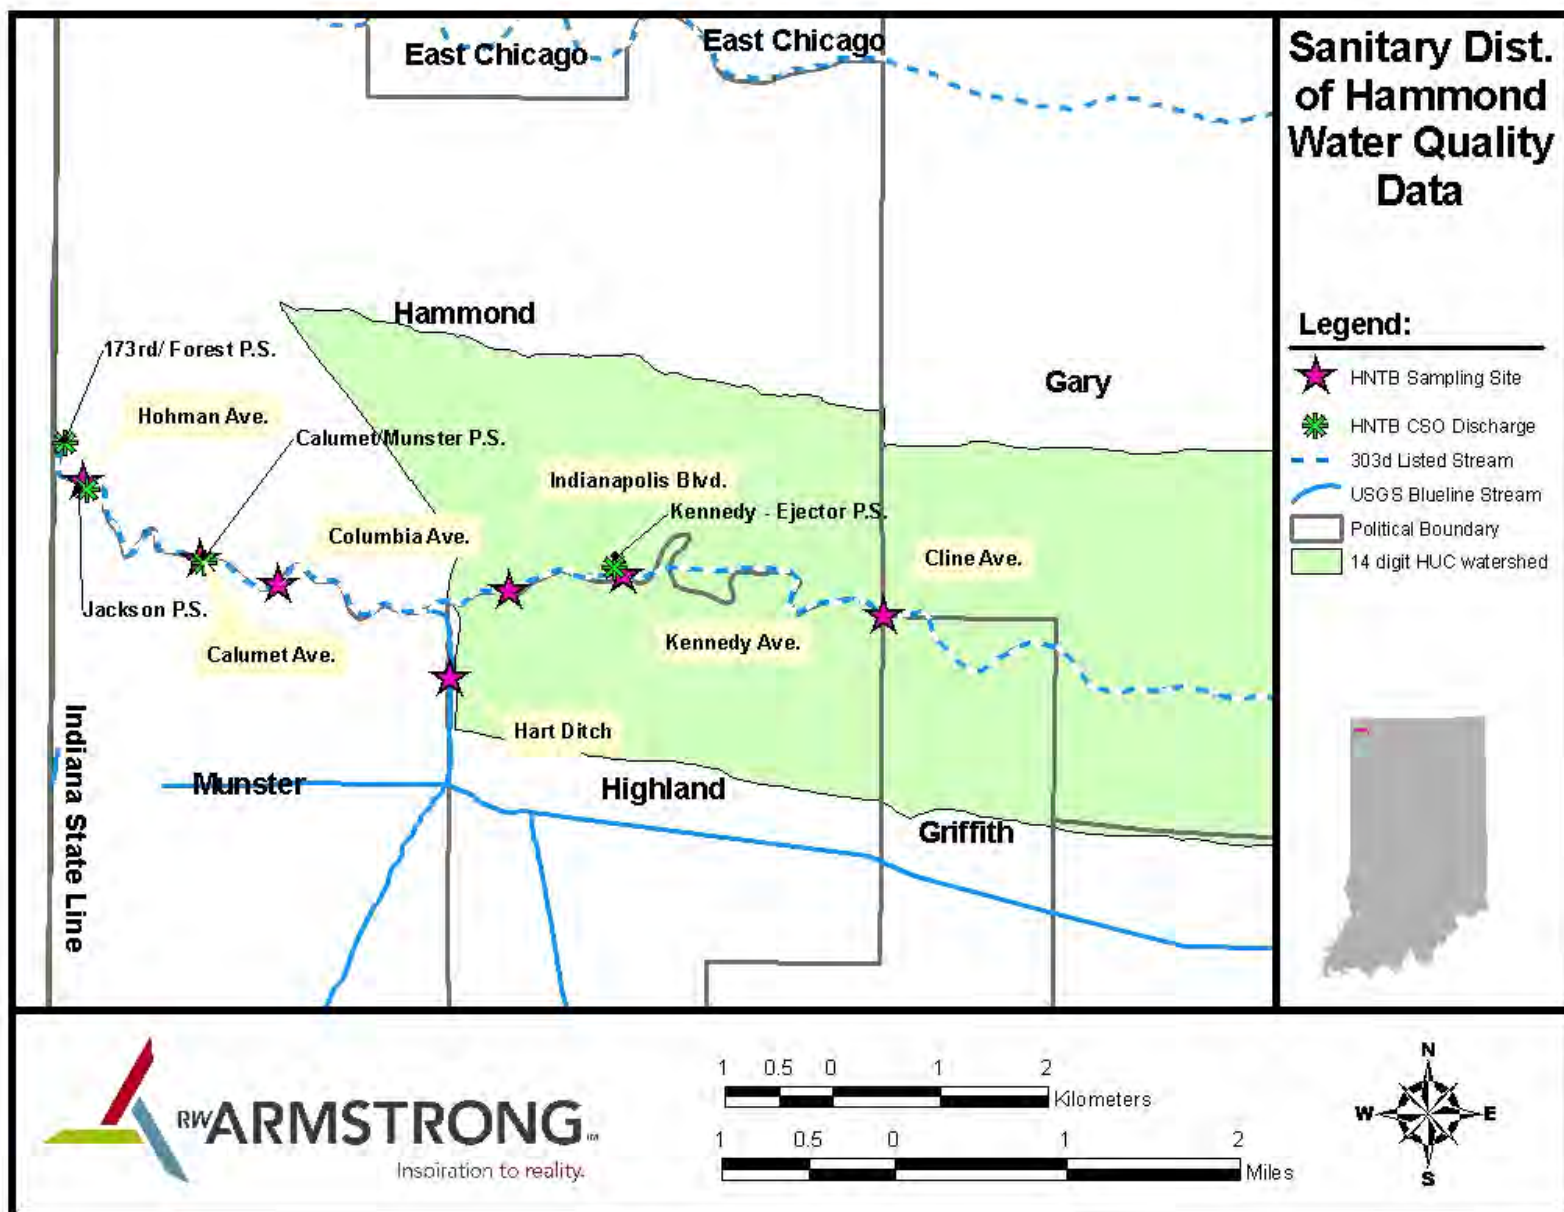 East Chicago
East Chicago
Sanitary Dist.
of Hammond
Water Quality
Data
Hammond
173rd/ Forest P.S.
Hohman Ave.
Calumet/Munster P.S.
Gary
Indianapolis Blvd.
Kennedy - Ejector P.S.
Columbia Ave.
Cline Ave.
Jackson P.S.
Calumet Ave.
Kennedy Ave.
Hart Ditch
Indiana State Line
Munster
Highland
Griffith
Legend:
HNTB Sampling Site
HNTB CSO Discharge
303d Listed Stream
USGS Blueline Stream
Political Boundary
14 digit HUC watershed
RW ARMSTRONG TM
Inspiration to reality.
1 0.5 0 1 2
Kilometers
1 0.5 0 1 2
Miles
N
W E
S